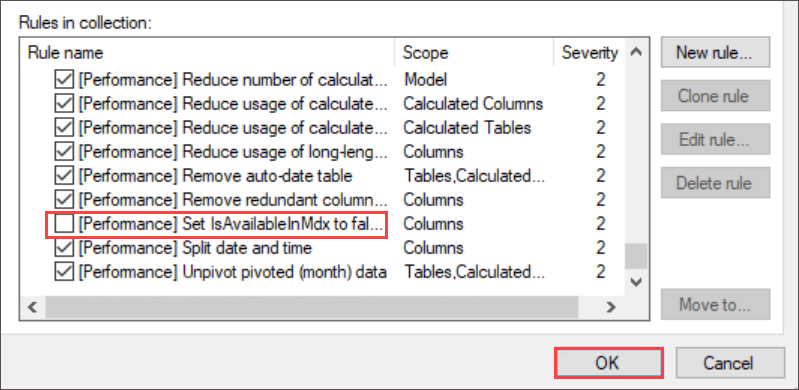 Rules in collection:
Rule name Scope Severity
[Performance] Reduce number of calculat... Model 2
[Performance] Reduce usage of calculate... Calculated Columns 2
[Performance] Reduce usage of calculate... Calculated Tables 2
[Performance] Reduce usage of long-leng... Columns 2
[Performance] Remove auto-date table Tables,Calculated... 2
[Performance] Remove redundant column... Columns 2
[Performance] Set IsAvailableInMdx to fal... Columns 2
[Performance] Split date and time Columns 2
[Performance] Unpivot pivoted (month) data Tables,Calculated... 2
New rule...
Clone rule
Edit rule...
Delete rule
Move to...
OK Cancel